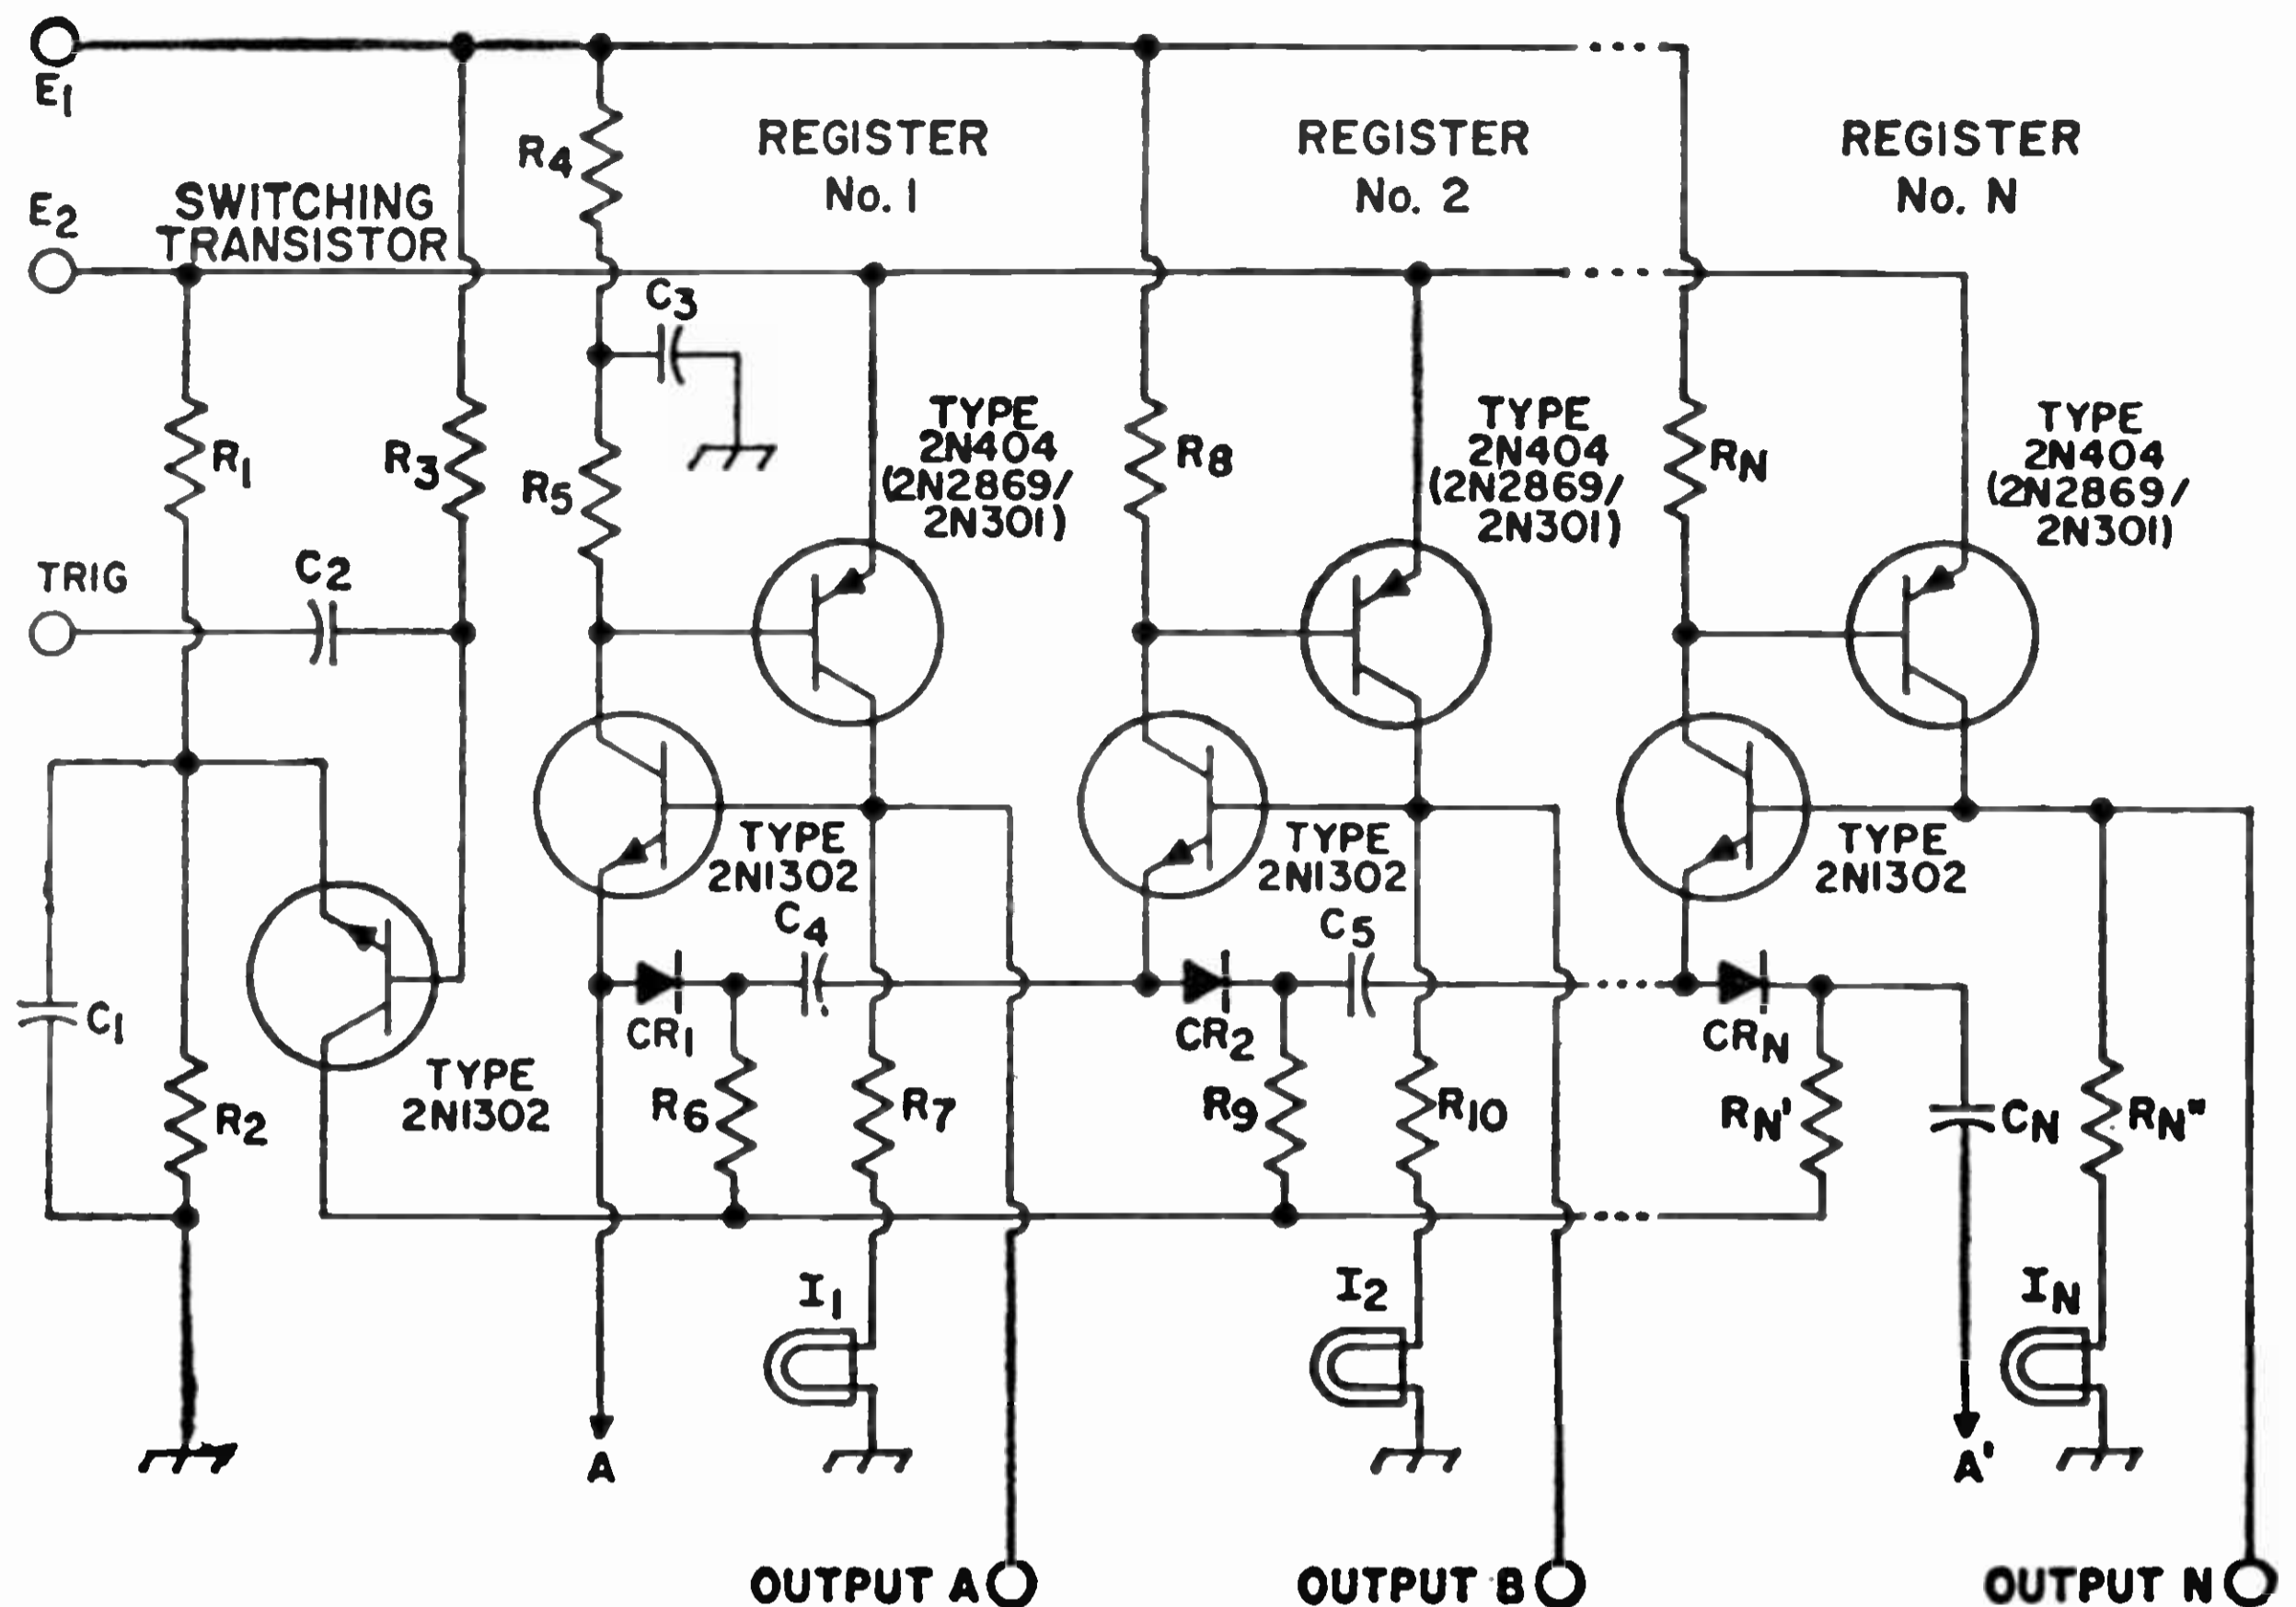 E1
R4
REGISTER
No. 1
REGISTER
No. 2
REGISTER
No. N
E2
SWITCHING
TRANSISTOR
C3
R1
R3
R5
TYPE
2N404
(2N2869/
2N301)
R8
TYPE
2N404
(2N2869/
2N301)
RN
TYPE
2N404
(2N2869/
2N301)
TRIG
C2
TYPE
2N1302
TYPE
2N1302
TYPE
2N1302
C4
C5
C1
CR1
CR2
CRN
TYPE
2N1302
R2
R6
R7
R9
R10
RN'
CN
RN"
I1
I2
IN
A
A'
OUTPUT A
OUTPUT B
OUTPUT N